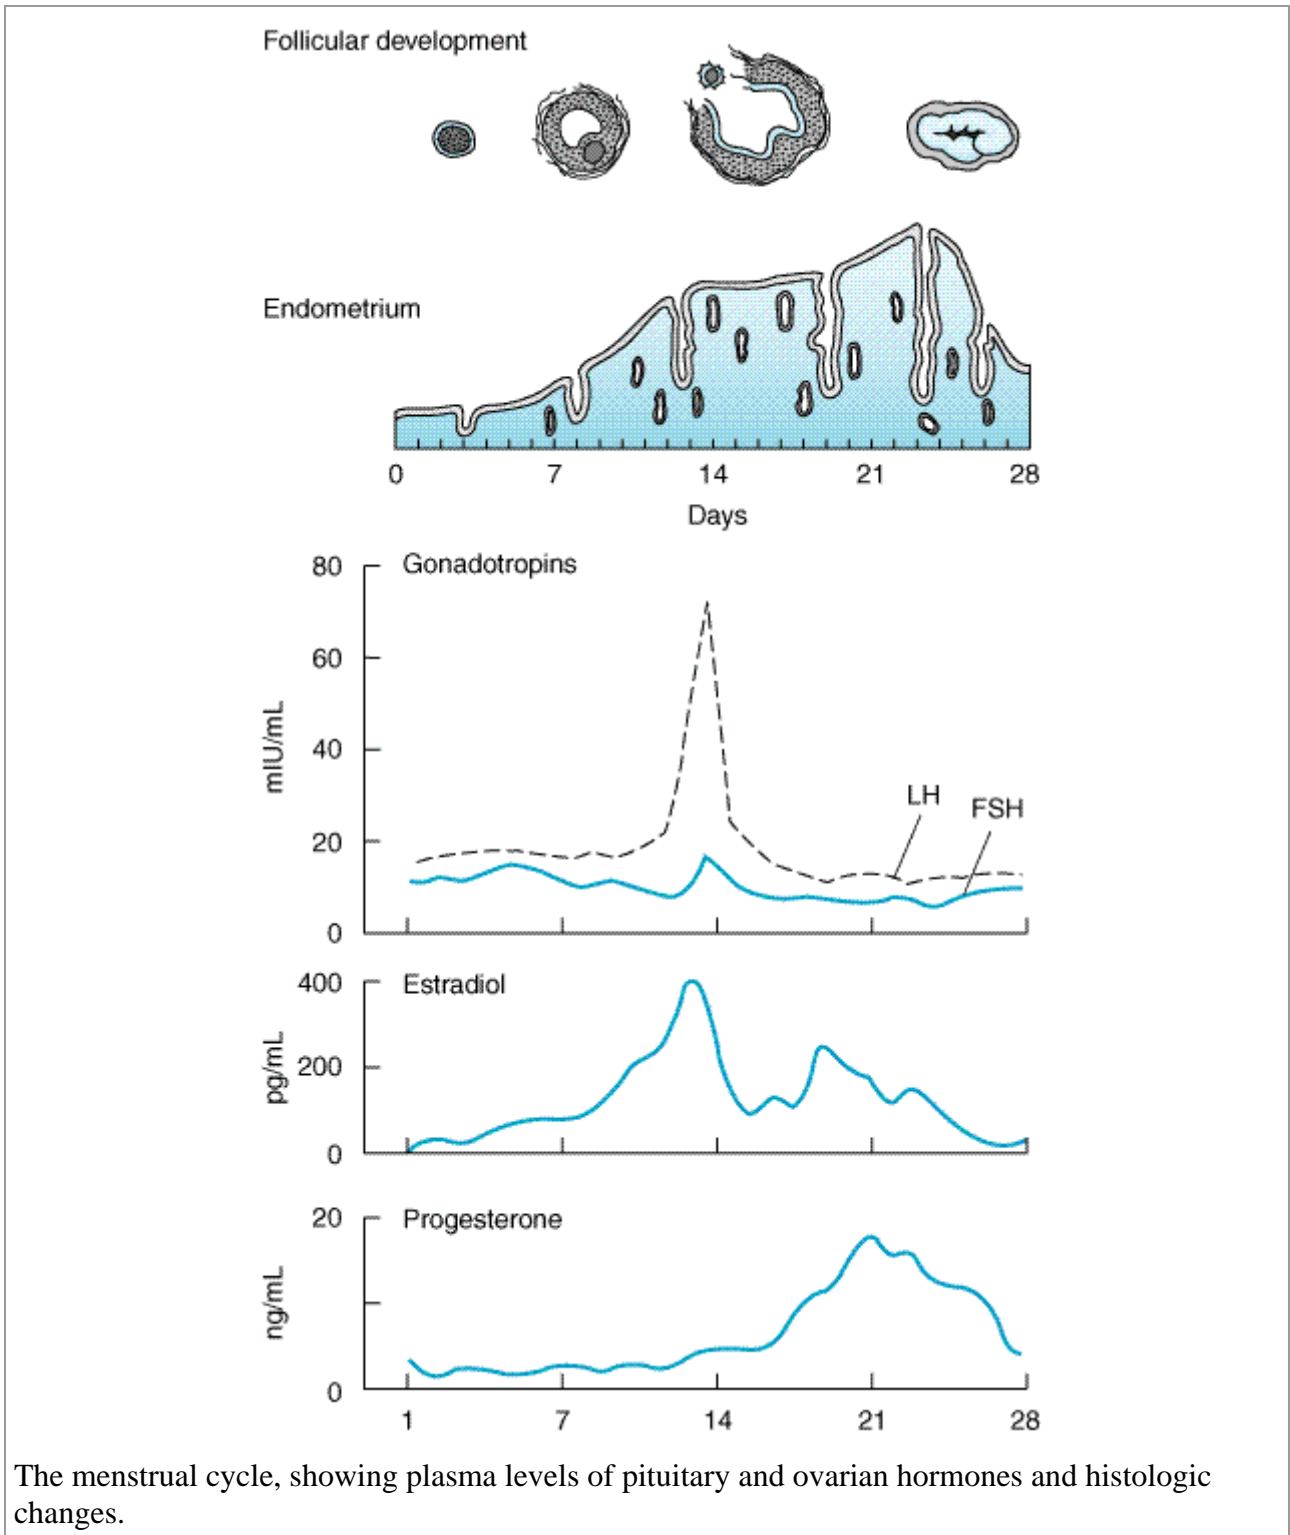 Follicular development
Endometrium
0 7 14 21 28
Days
80 Gonadotropins
60
40
20
0
mIU/mL
LH
FSH
400 Estradiol
200
0
pg/mL
20 Progesterone
0
ng/mL
1 7 14 21 28
The menstrual cycle, showing plasma levels of pituitary and ovarian hormones and histologic
changes.